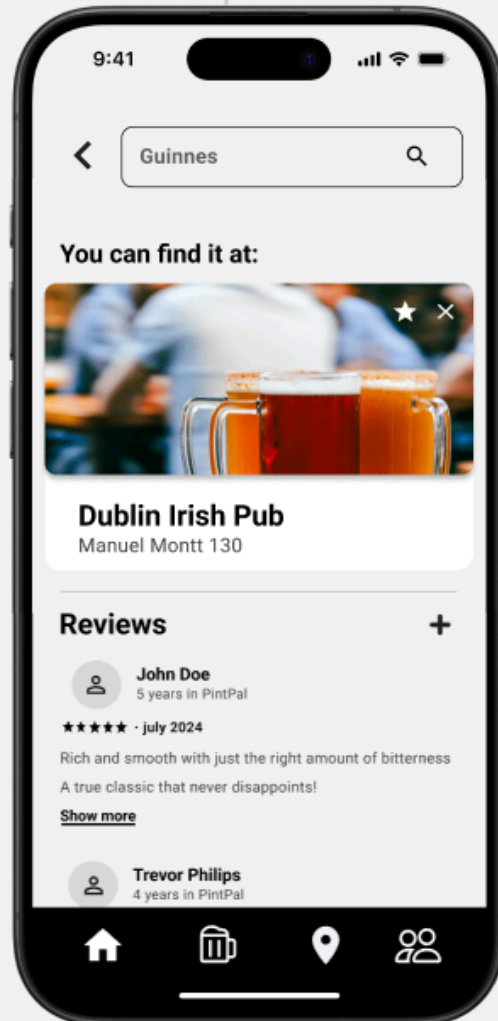 9:41
Guinnes
You can find it at:
Dublin Irish Pub
Manuel Montt 130
Reviews
John Doe
5 years in PintPal
★★★★★ · july 2024
Rich and smooth with just the right amount of bitterness
A true classic that never disappoints!
Show more
Trevor Philips
4 years in PintPal